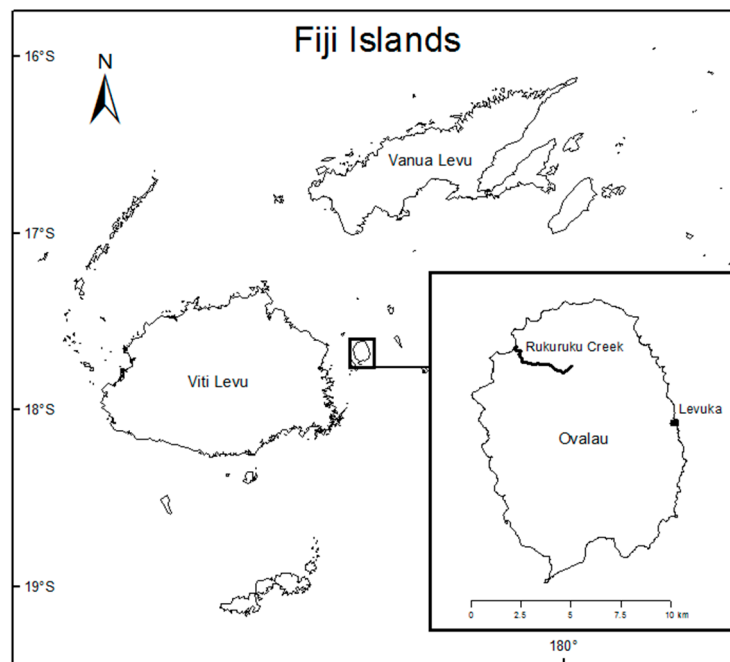 Fiji Islands
16°S
N
Vanua Levu
17°S
Rukuruku Creek
Viti Levu
18°S
Levuka
Ovalau
19°S
0 2.5 5 7.5 10 km
180°